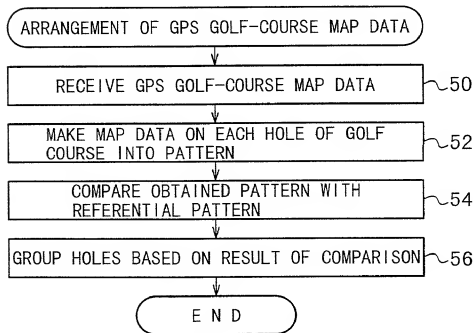 ARRANGEMENT OF GPS GOLF-COURSE MAP DATA
RECEIVE GPS GOLF-COURSE MAP DATA 50
MAKE MAP DATA ON EACH HOLE OF GOLF
COURSE INTO PATTERN 52
COMPARE OBTAINED PATTERN WITH
REFERENTIAL PATTERN 54
GROUP HOLES BASED ON RESULT OF COMPARISON 56
END